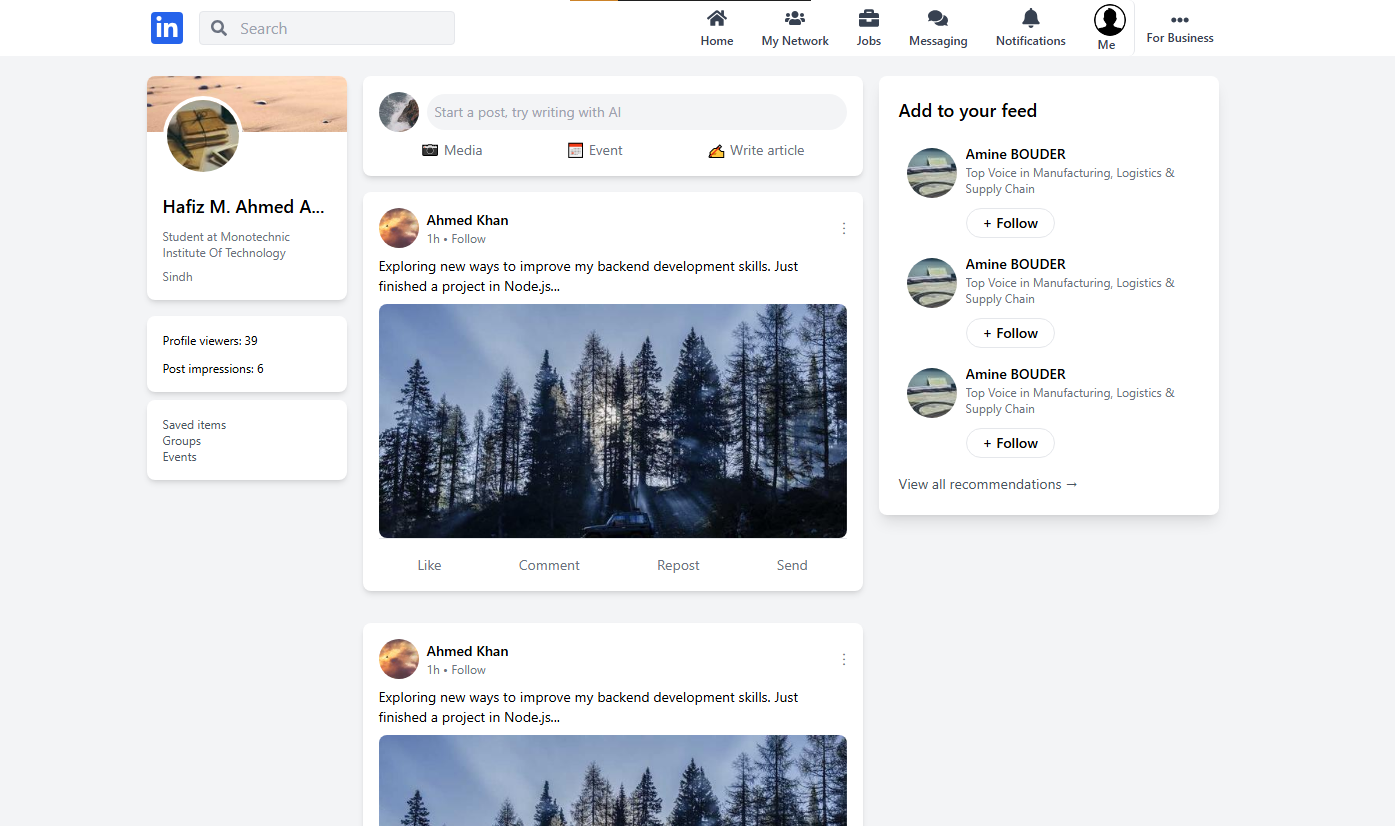 in
Search
Home
My Network
Jobs
Messaging
Notifications
Me
For Business
Hafiz M. Ahmed A...
Student at Monotechnic
Institute Of Technology
Sindh
Profile viewers: 39
Post impressions: 6
Saved items
Groups
Events
Start a post, try writing with AI
Media
Event
Write article
Ahmed Khan
1h • Follow
Exploring new ways to improve my backend development skills. Just
finished a project in Node.js...
Like
Comment
Repost
Send
Ahmed Khan
1h • Follow
Exploring new ways to improve my backend development skills. Just
finished a project in Node.js...
Add to your feed
Amine BOUDER
Top Voice in Manufacturing, Logistics &
Supply Chain
+ Follow
Amine BOUDER
Top Voice in Manufacturing, Logistics &
Supply Chain
+ Follow
Amine BOUDER
Top Voice in Manufacturing, Logistics &
Supply Chain
+ Follow
View all recommendations →